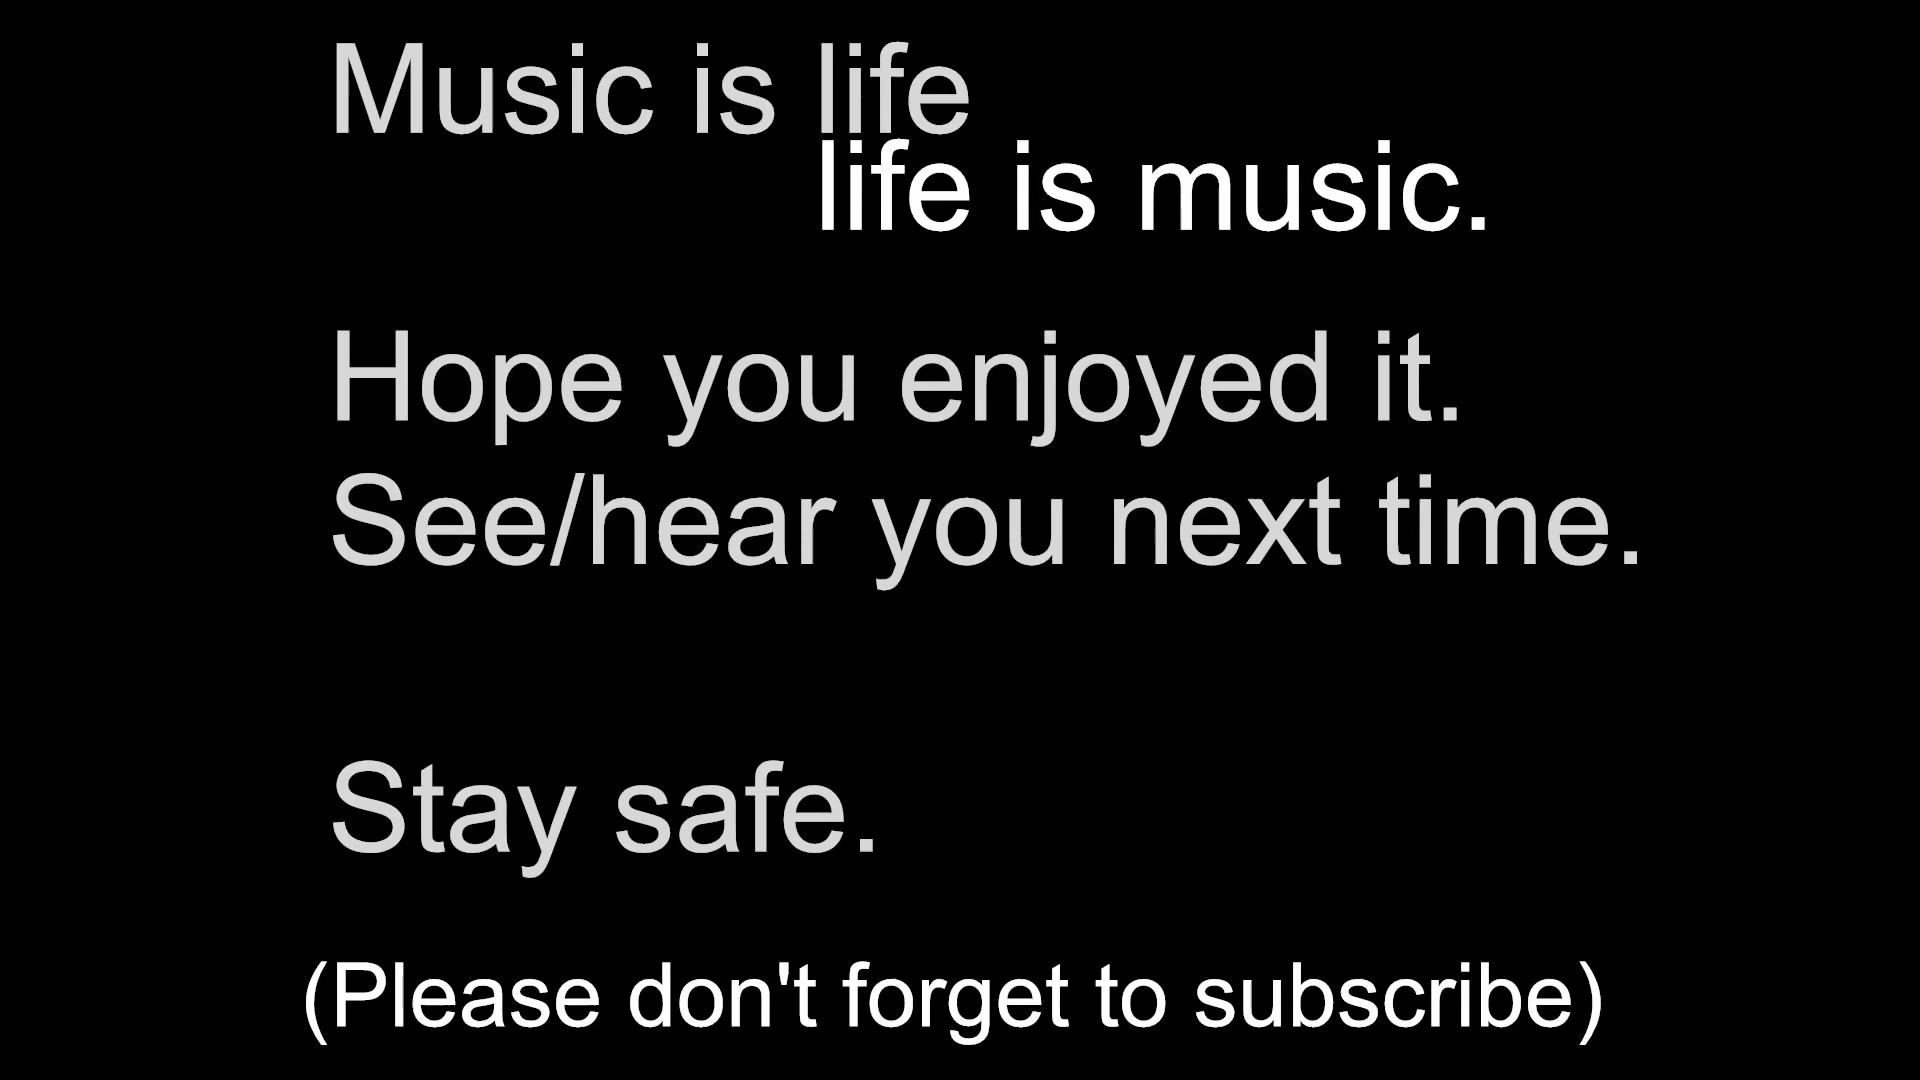 Music is life
life is music.
Hope you enjoyed it.
See/hear you next time.
Stay safe.
(Please don't forget to subscribe)